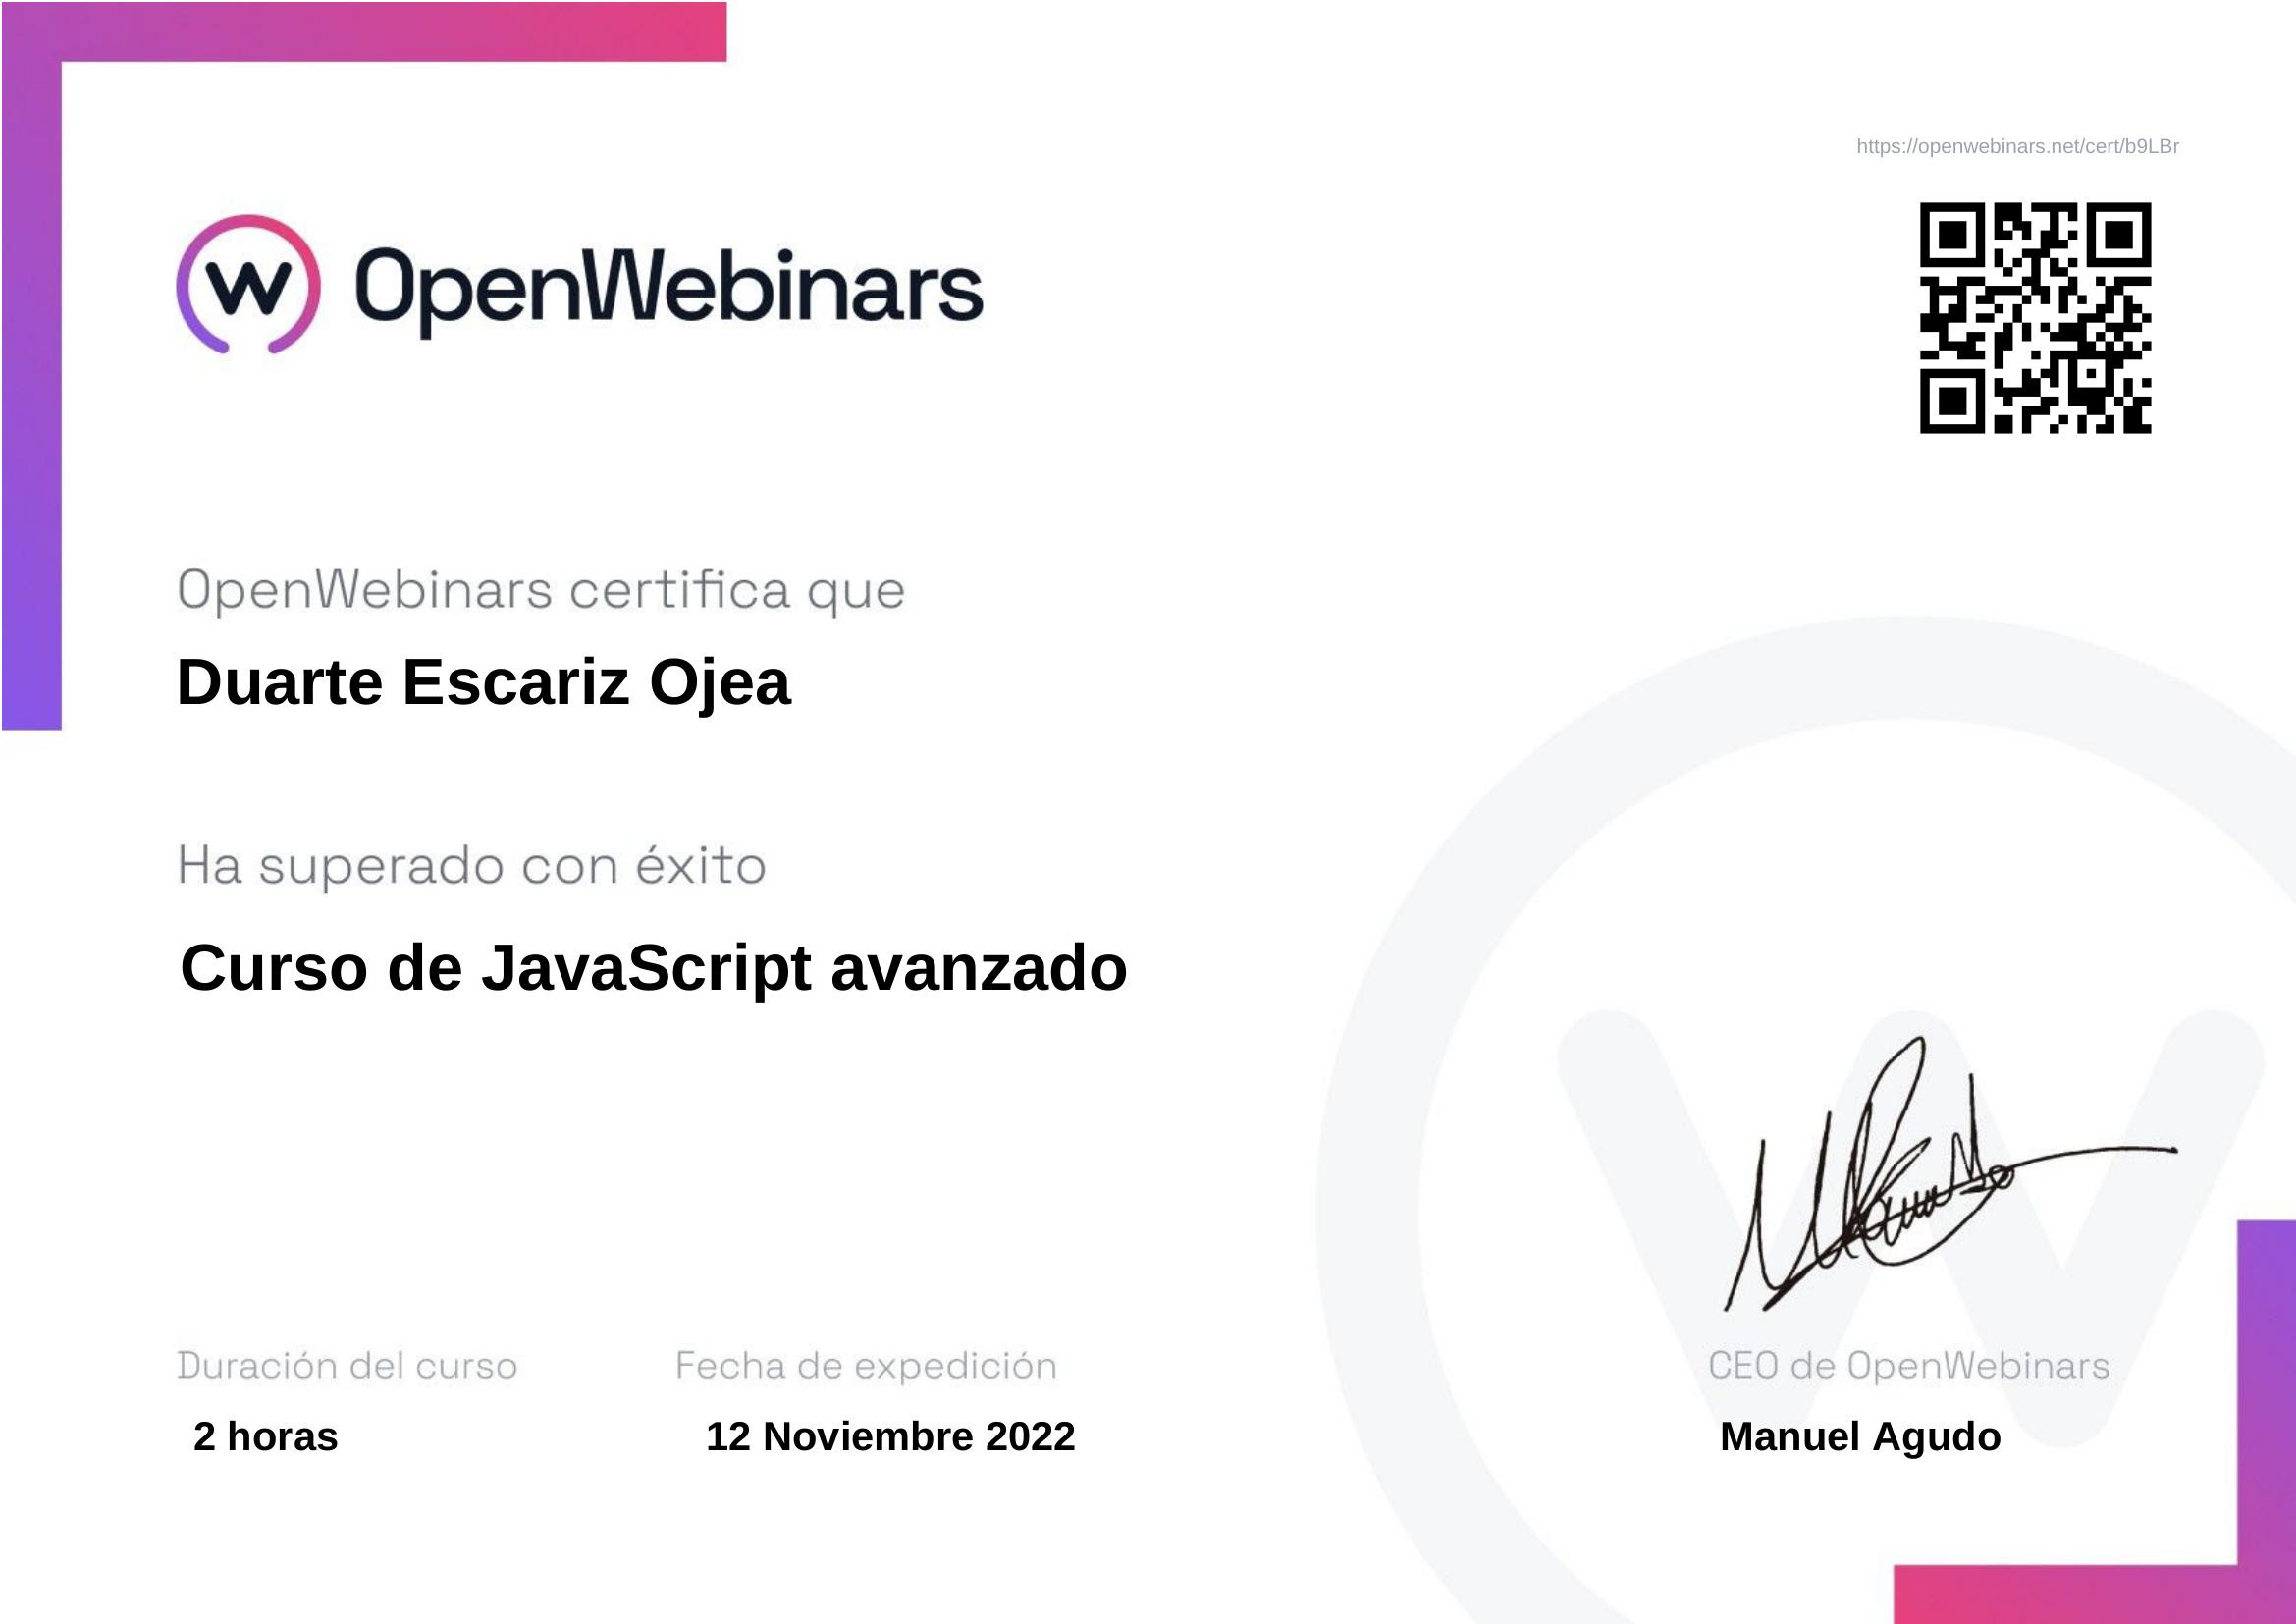 https://openwebinars.net/cert/b9LBr
OpenWebinars
OpenWebinars certifica que
Duarte Escariz Ojea
Ha superado con éxito
Curso de JavaScript avanzado
Duración del curso
2 horas
Fecha de expedición
12 Noviembre 2022
CEO de OpenWebinars
Manuel Agudo